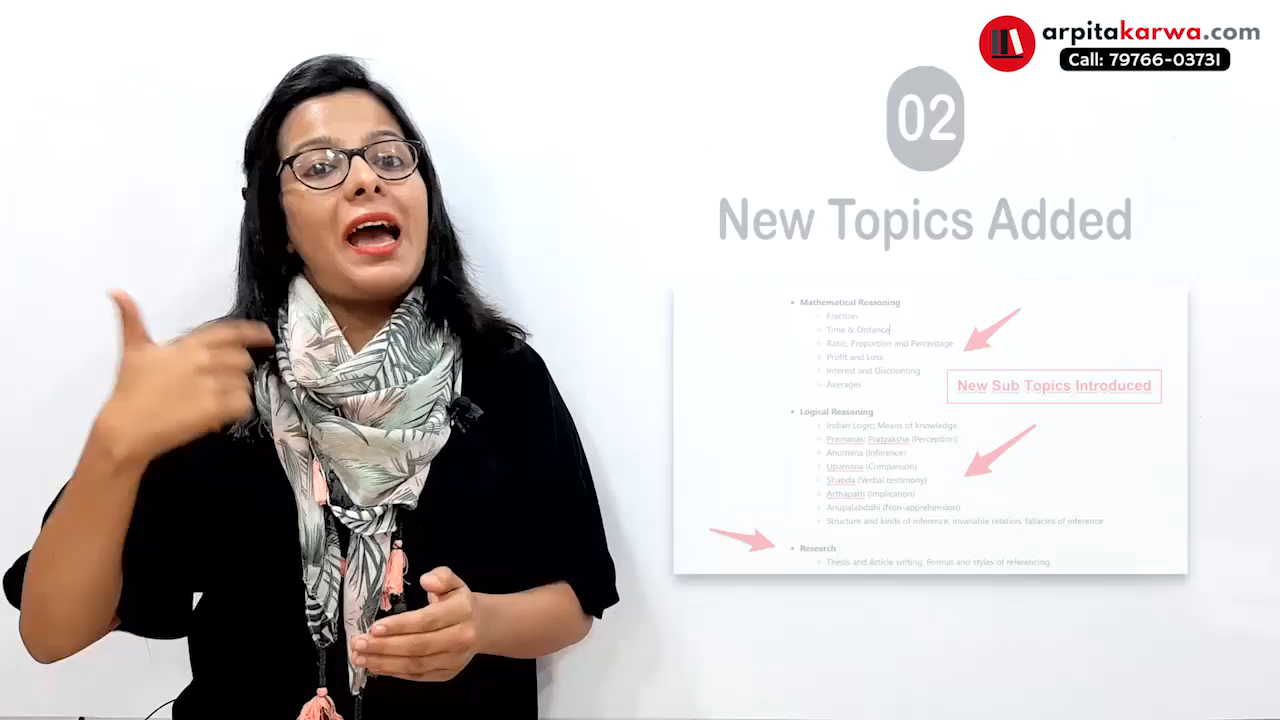 arpitakarwa.com
Call: 79766-03731
02
New Topics Added
Mathematical Reasoning
Fraction
Time & Distance
Ratio, Proportion and Percentage
Profit and Loss
Interest and Discounting
Averages
New Sub Topics Introduced
Logical Reasoning
Indian Logic: Means of knowledge.
Pramanas: Pratyaksha (Perception)
Anumana (Inference)
Upamana (Comparison)
Shabda (Verbal testimony)
Arthapatti (Implication)
Anupalabddhi (Non-apprehension).
Structure and kinds of inference, invariable relation, fallacies of inference
Research
Thesis and Article writing: Format and styles of referencing.